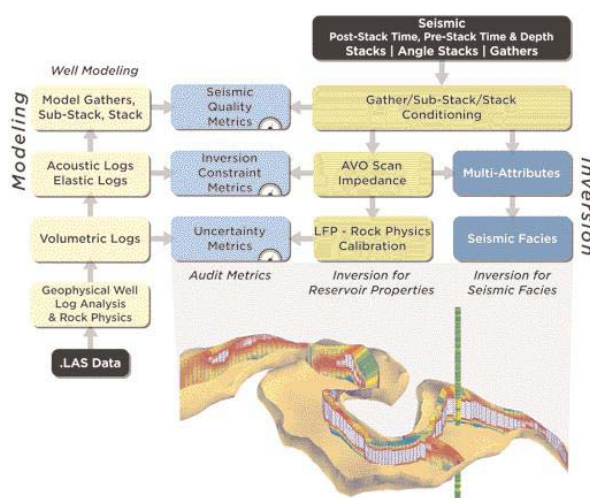 Seismic
Post-Stack Time, Pre-Stack Time & Depth
Stacks | Angle Stacks | Gathers
Well Modeling
Modeling
Model Gathers,
Sub-Stack, Stack
Seismic
Quality
Metrics
Gather/Sub-Stack/Stack
Conditioning
Acoustic Logs
Elastic Logs
Inversion
Constraint
Metrics
AVO Scan
Impedance
Multi-Attributes
Inversion
Volumetric Logs
Uncertainty
Metrics
LFP - Rock Physics
Calibration
Seismic Facies
Audit Metrics
Inversion for
Reservoir Properties
Inversion for
Seismic Facies
Geophysical Well
Log Analysis
& Rock Physics
.LAS Data